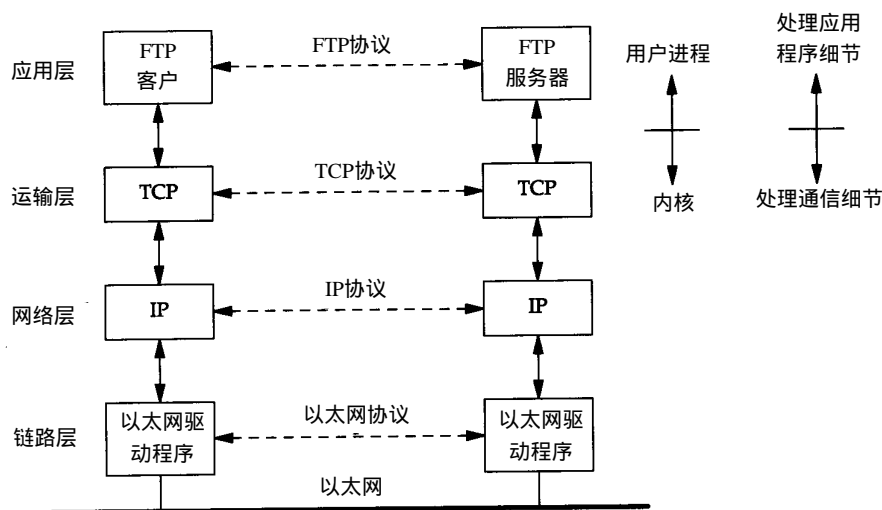 应用层
FTP
客户
FTP协议
FTP
服务器
用户进程
处理应用
程序细节
运输层
TCP
TCP协议
TCP
内核
处理通信细节
网络层
IP
IP协议
IP
链路层
以太网驱
动程序
以太网协议
以太网驱
动程序
以太网